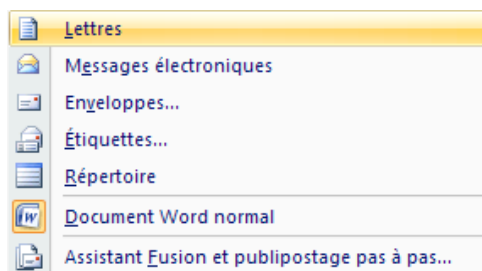 Lettres
Messages électroniques
Enveloppes...
Étiquettes...
Répertoire
Document Word normal
Assistant Fusion et publipostage pas à pas...